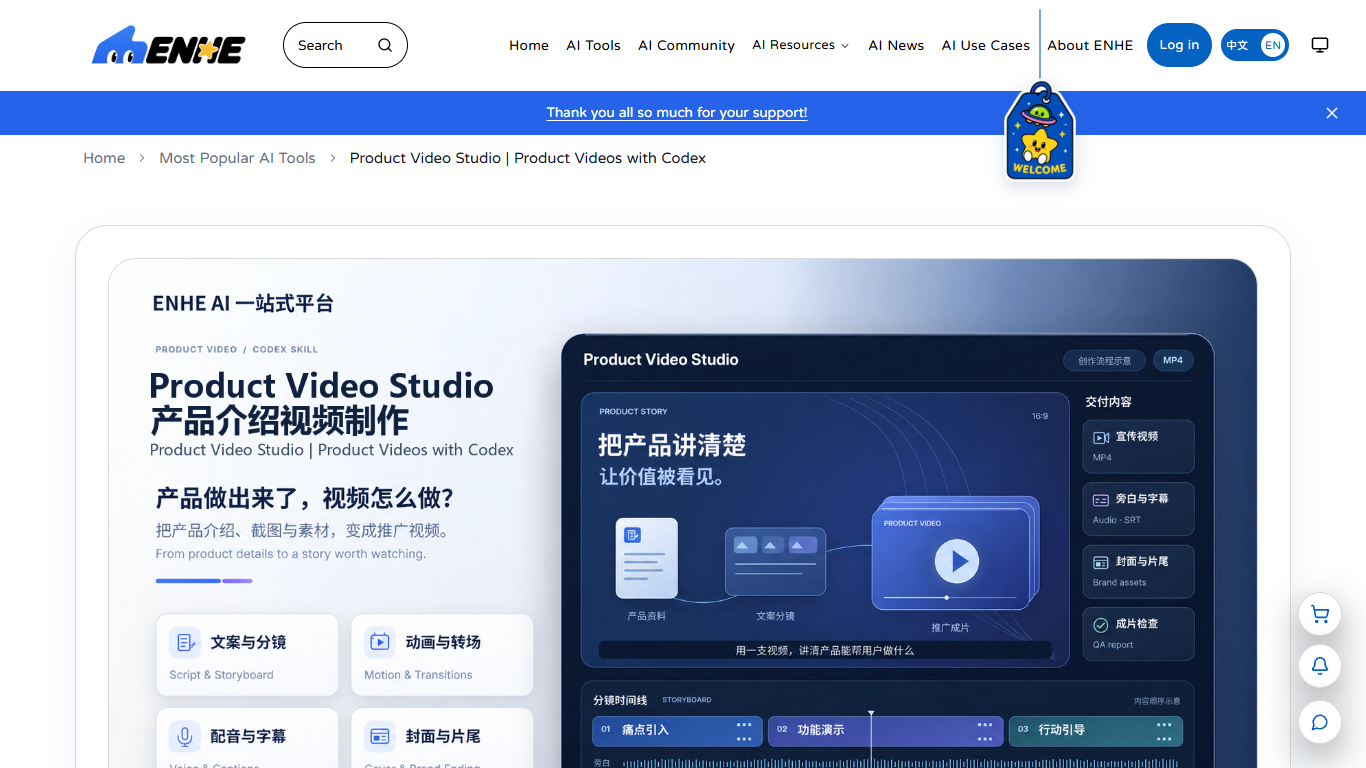 ENHE
Search
Home
AI Tools
AI Community
AI Resources
AI News
AI Use Cases
About ENHE
Log in
中文
EN
Thank you all so much for your support!
WELCOME
Home
Most Popular AI Tools
Product Video Studio | Product Videos with Codex
ENHE AI 一站式平台
PRODUCT VIDEO / CODEX SKILL
Product Video Studio
产品介绍视频制作
Product Video Studio | Product Videos with Codex
产品做出来了，视频怎么做?
把产品介绍、截图与素材，变成推广视频。
From product details to a story worth watching.
文案与分镜
Script & Storyboard
动画与转场
Motion & Transitions
配音与字幕
Voice & Captions
封面与片尾
Cover & Brand Ending
Product Video Studio
创作流程示意
MP4
PRODUCT STORY
16:9
把产品讲清楚
让价值被看见。
产品资料
文案分镜
PRODUCT VIDEO
推广成片
用一支视频，讲清产品能帮用户做什么
交付内容
宣传视频
MP4
旁白与字幕
Audio · SRT
封面与片尾
Brand assets
成片检查
QA report
分镜时间线
STORYBOARD
内容顺序示意
01 痛点引入
02 功能演示
03 行动引导
旁白